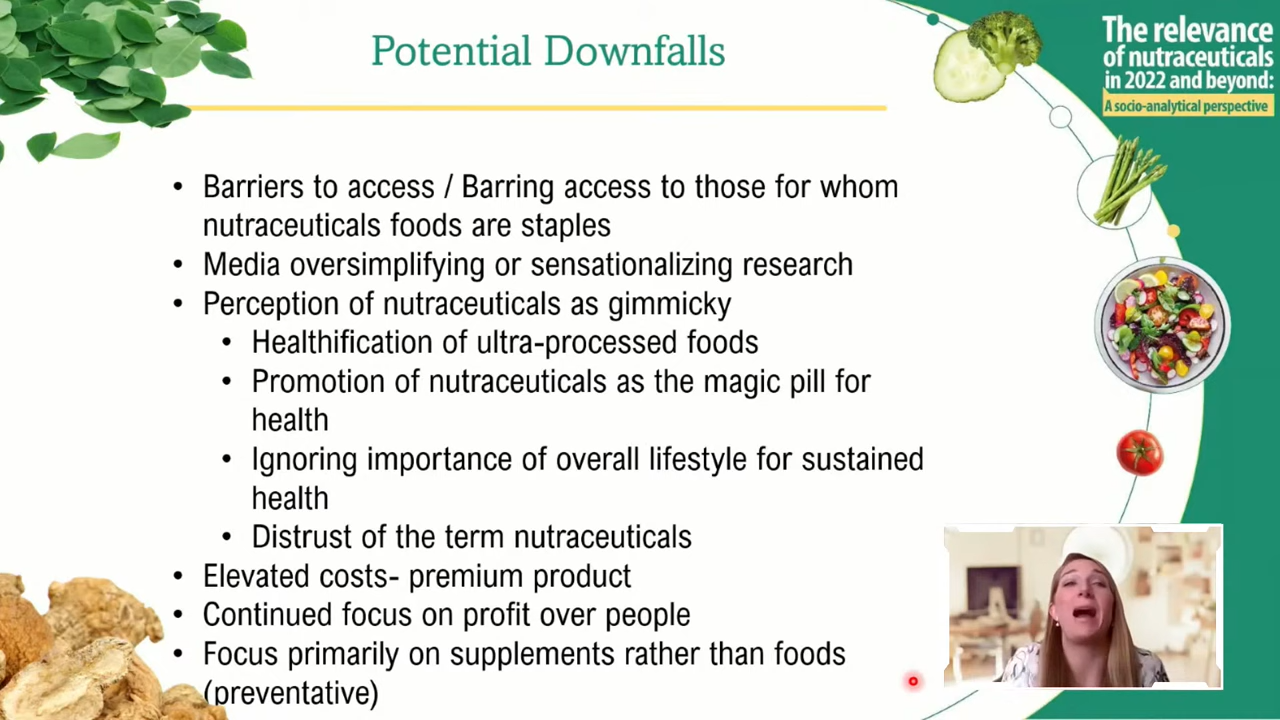 Potential Downfalls
The relevance
of nutraceuticals
in 2022 and beyond:
A socio-analytical perspective
• Barriers to access / Barring access to those for whom
nutraceuticals foods are staples
• Media oversimplifying or sensationalizing research
• Perception of nutraceuticals as gimmicky
• Healthification of ultra-processed foods
• Promotion of nutraceuticals as the magic pill for
health
• Ignoring importance of overall lifestyle for sustained
health
• Distrust of the term nutraceuticals
• Elevated costs- premium product
• Continued focus on profit over people
• Focus primarily on supplements rather than foods
(preventative)